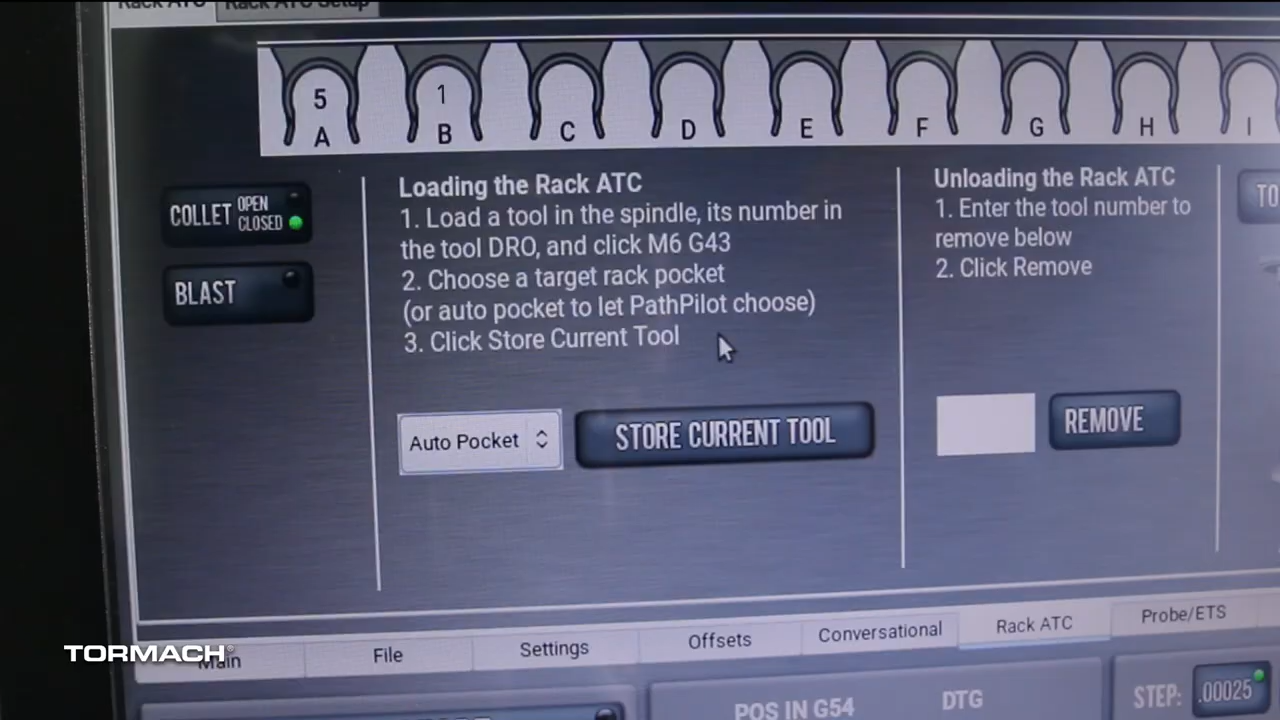 Rack ATC
Rack ATC Setup
5
1
A
B
C
D
E
F
G
H
I
COLLET
OPEN
CLOSED
BLAST
Loading the Rack ATC
1. Load a tool in the spindle, its number in
the tool DRO, and click M6 G43
2. Choose a target rack pocket
(or auto pocket to let PathPilot choose)
3. Click Store Current Tool
Auto Pocket
STORE CURRENT TOOL
Unloading the Rack ATC
1. Enter the tool number to
remove below
2. Click Remove
REMOVE
TO
TORMACH
Main
File
Settings
Offsets
Conversational
Rack ATC
Probe/ETS
POS IN G54
DTG
STEP:
.00025